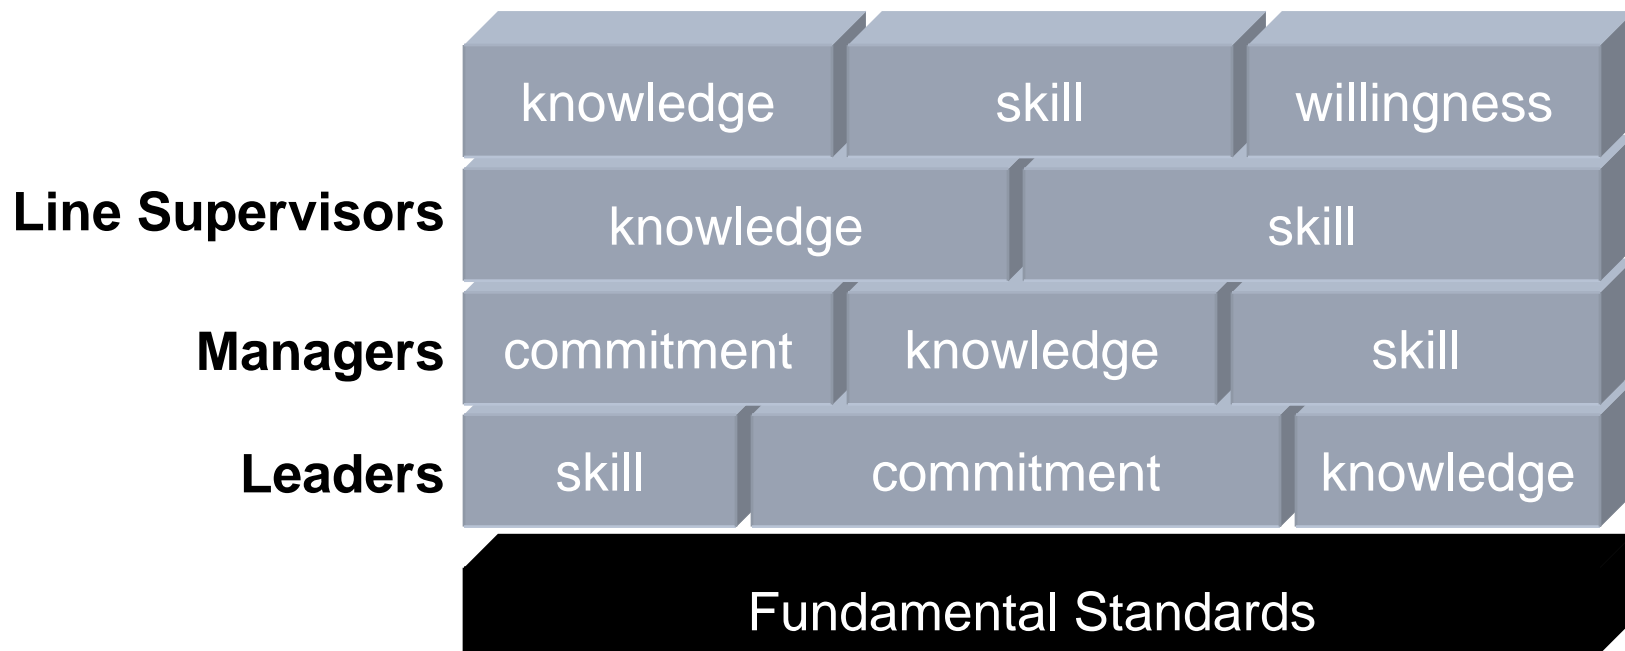 knowledge skill willingness
Line Supervisors knowledge skill
Managers commitment knowledge skill
Leaders skill commitment knowledge
Fundamental Standards